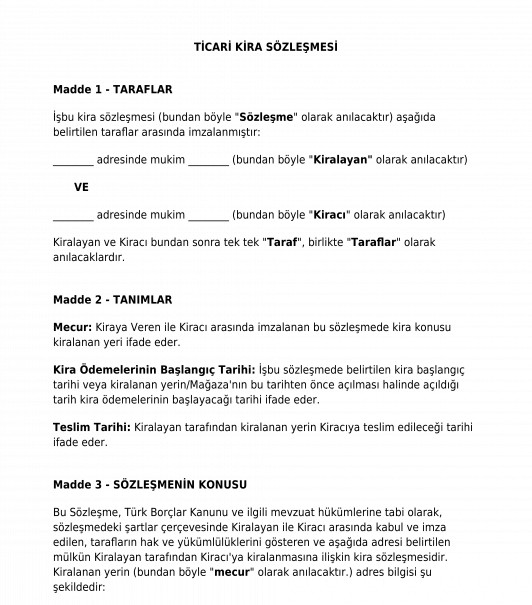 TİCARİ KİRA SÖZLEŞMESİ
Madde 1 - TARAFLAR
İşbu kira sözleşmesi (bundan böyle "Sözleşme" olarak anılacaktır) aşağıda
belirtilen taraflar arasında imzalanmıştır:
________ adresinde mukim ________ (bundan böyle "Kiralayan" olarak anılacaktır)
VE
________ adresinde mukim ________ (bundan böyle "Kiracı" olarak anılacaktır)
Kiralayan ve Kiracı bundan sonra tek tek "Taraf", birlikte "Taraflar" olarak
anılacaklardır.
Madde 2 - TANIMLAR
Mecur: Kiraya Veren ile Kiracı arasında imzalanan bu sözleşmede kira konusu
kiralanan yeri ifade eder.
Kira Ödemelerinin Başlangıç Tarihi: İşbu sözleşmede belirtilen kira başlangıç
tarihi veya kiralanan yerin/Mağaza'nın bu tarihten önce açılması halinde açıldığı
tarih kira ödemelerinin başlayacağı tarihi ifade eder.
Teslim Tarihi: Kiralayan tarafından kiralanan yerin Kiracıya teslim edileceği tarihi
ifade eder.
Madde 3 - SÖZLEŞMENİN KONUSU
Bu Sözleşme, Türk Borçlar Kanunu ve ilgili mevzuat hükümlerine tabi olarak,
sözleşmedeki şartlar çerçevesinde Kiralayan ile Kiracı arasında kabul ve imza
edilen, tarafların hak ve yükümlülüklerini gösteren ve aşağıda adresi belirtilen
mülkün Kiralayan tarafından Kiracı'ya kiralanmasına ilişkin kira sözleşmesidir.
Kiralanan yerin (bundan böyle "mecur" olarak anılacaktır.) adres bilgisi şu
şekildedir: